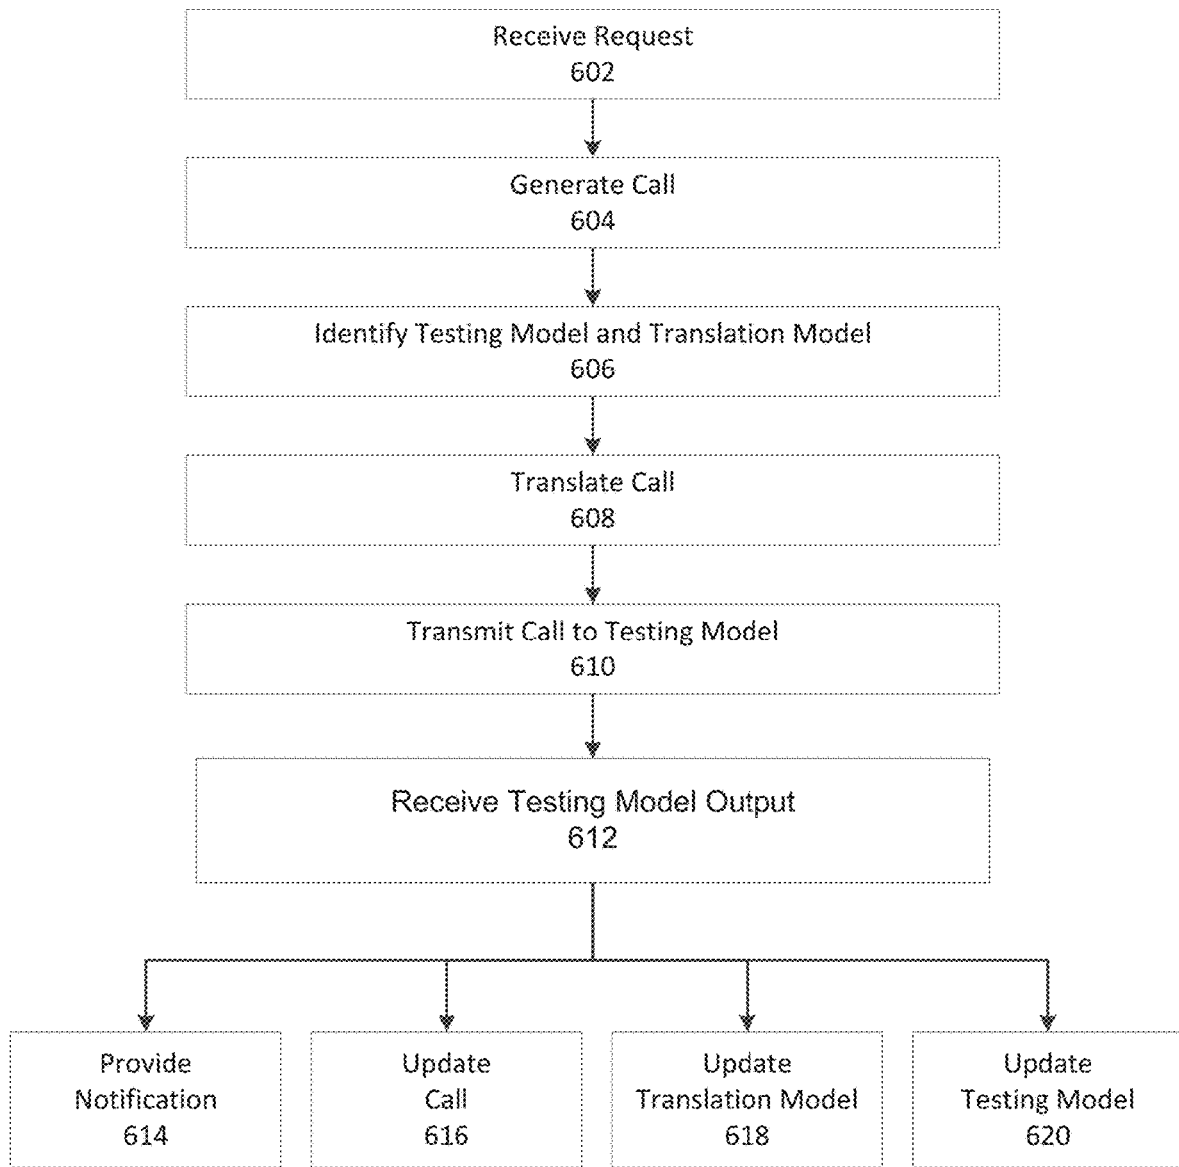 Receive Request
602
Generate Call
604
Identify Testing Model and Translation Model
606
Translate Call
608
Transmit Call to Testing Model
610
Receive Testing Model Output
612
Provide
Notification
614
Update
Call
616
Update
Translation Model
618
Update
Testing Model
620